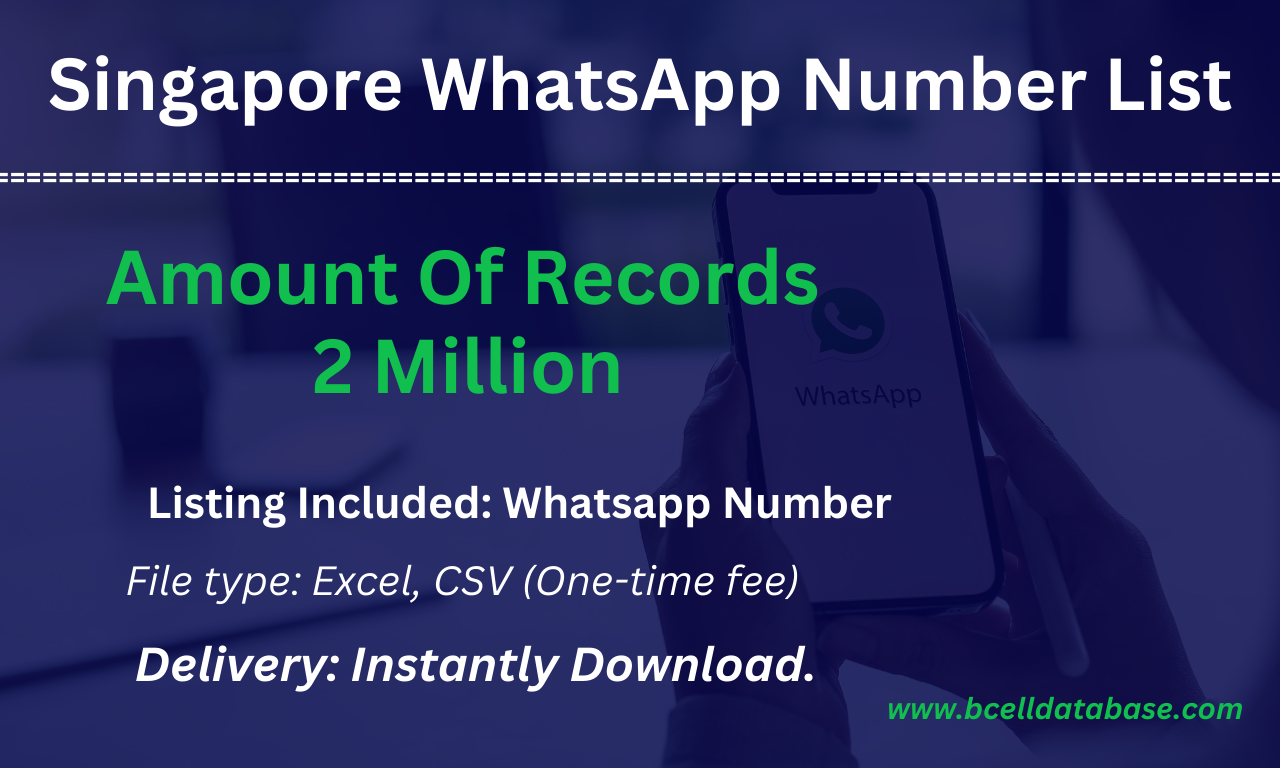 Singapore WhatsApp Number List
Amount Of Records
2 Million
WhatsApp
Listing Included: Whatsapp Number
File type: Excel, CSV (One-time fee)
Delivery: Instantly Download.
www.bcelldatabase.com